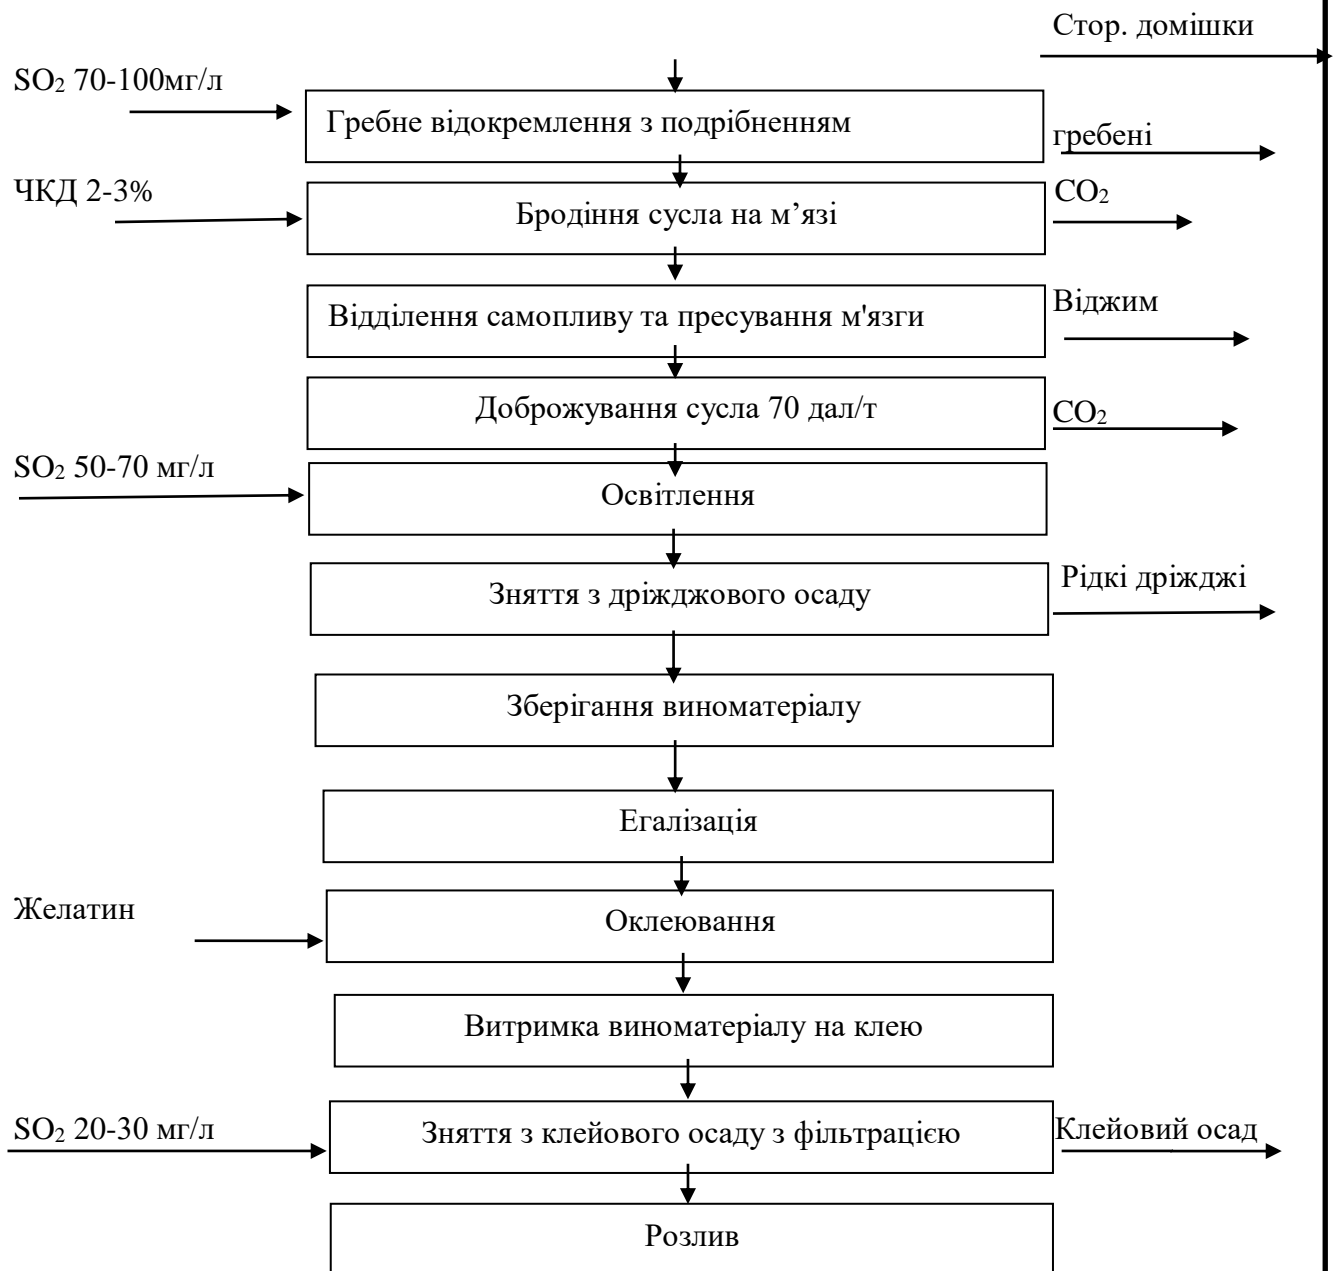 Стор. домішки
SO₂ 70-100мг/л
Гребне відокремлення з подрібненням
гребені
ЧКД 2-3%
Бродіння сусла на м’язі
CO₂
Відділення самопливу та пресування м'язги
Віджим
Доброжування сусла 70 дал/т
CO₂
SO₂ 50-70 мг/л
Освітлення
Зняття з дріжджового осаду
Рідкі дріжджі
Зберігання виноматеріалу
Егалізація
Желатин
Оклеювання
Витримка виноматеріалу на клею
SO₂ 20-30 мг/л
Зняття з клейового осаду з фільтрацією
Клейовий осад
Розлив